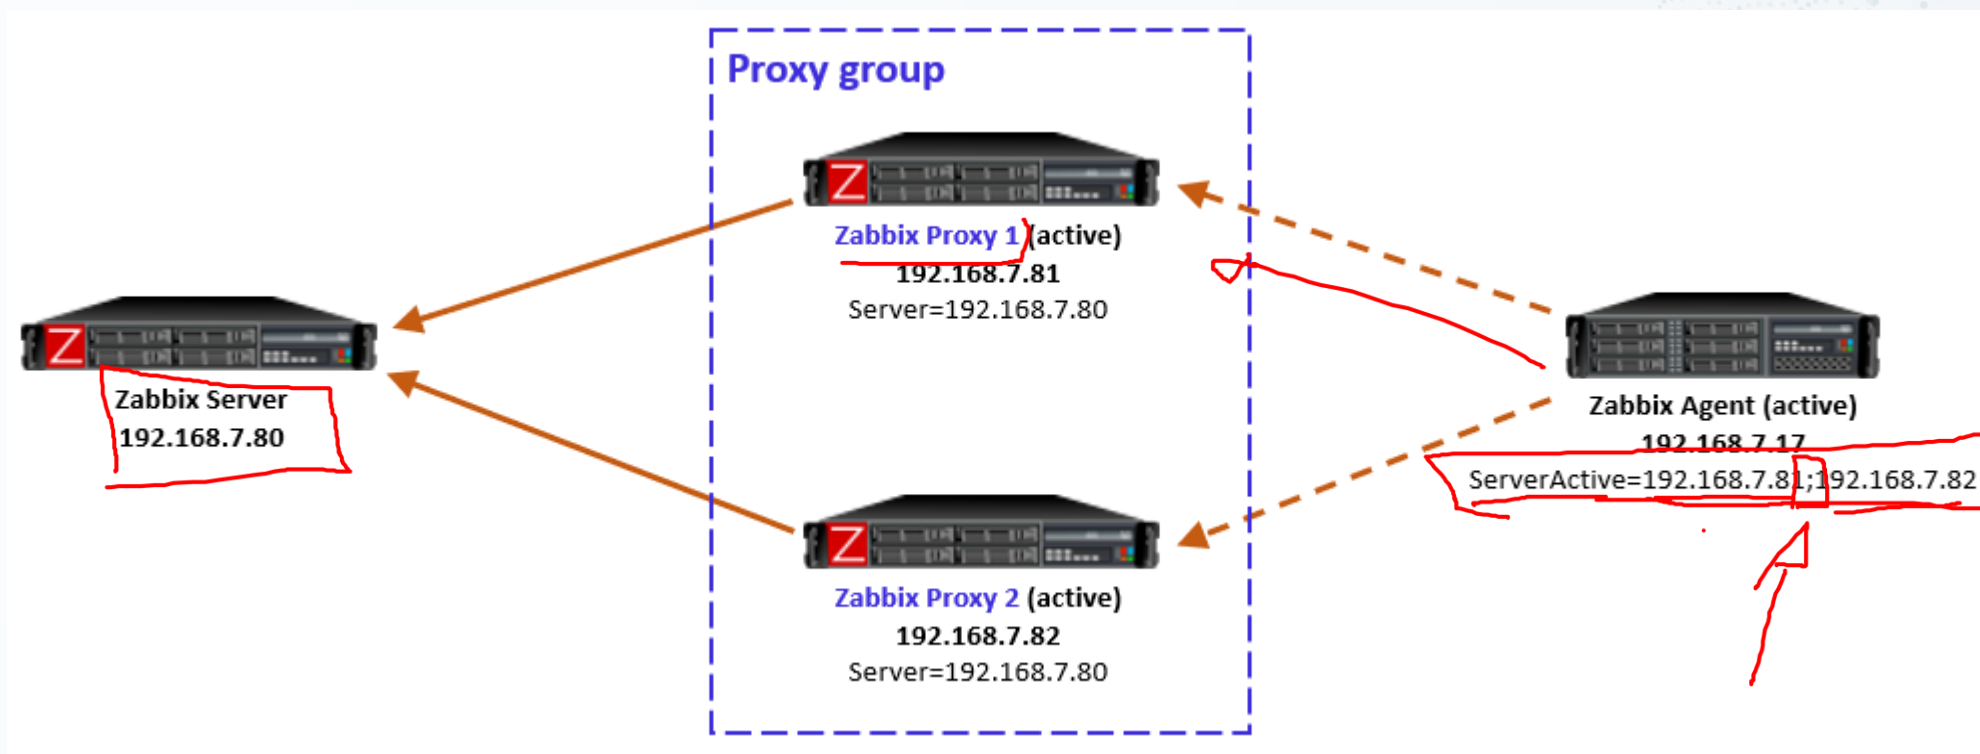 Proxy group
Zabbix Proxy 1 (active)
192.168.7.81
Server=192.168.7.80
Zabbix Server
192.168.7.80
Zabbix Agent (active)
192.168.7.17
ServerActive=192.168.7.81;192.168.7.82
Zabbix Proxy 2 (active)
192.168.7.82
Server=192.168.7.80